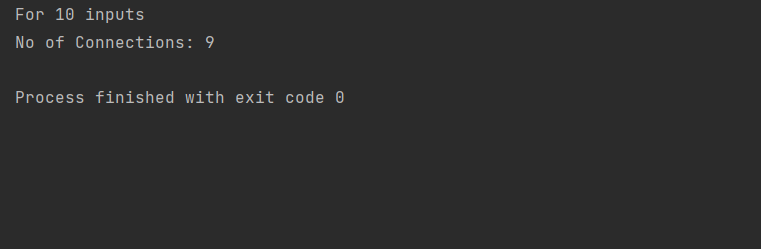 For 10 inputs
No of Connections: 9
Process finished with exit code 0